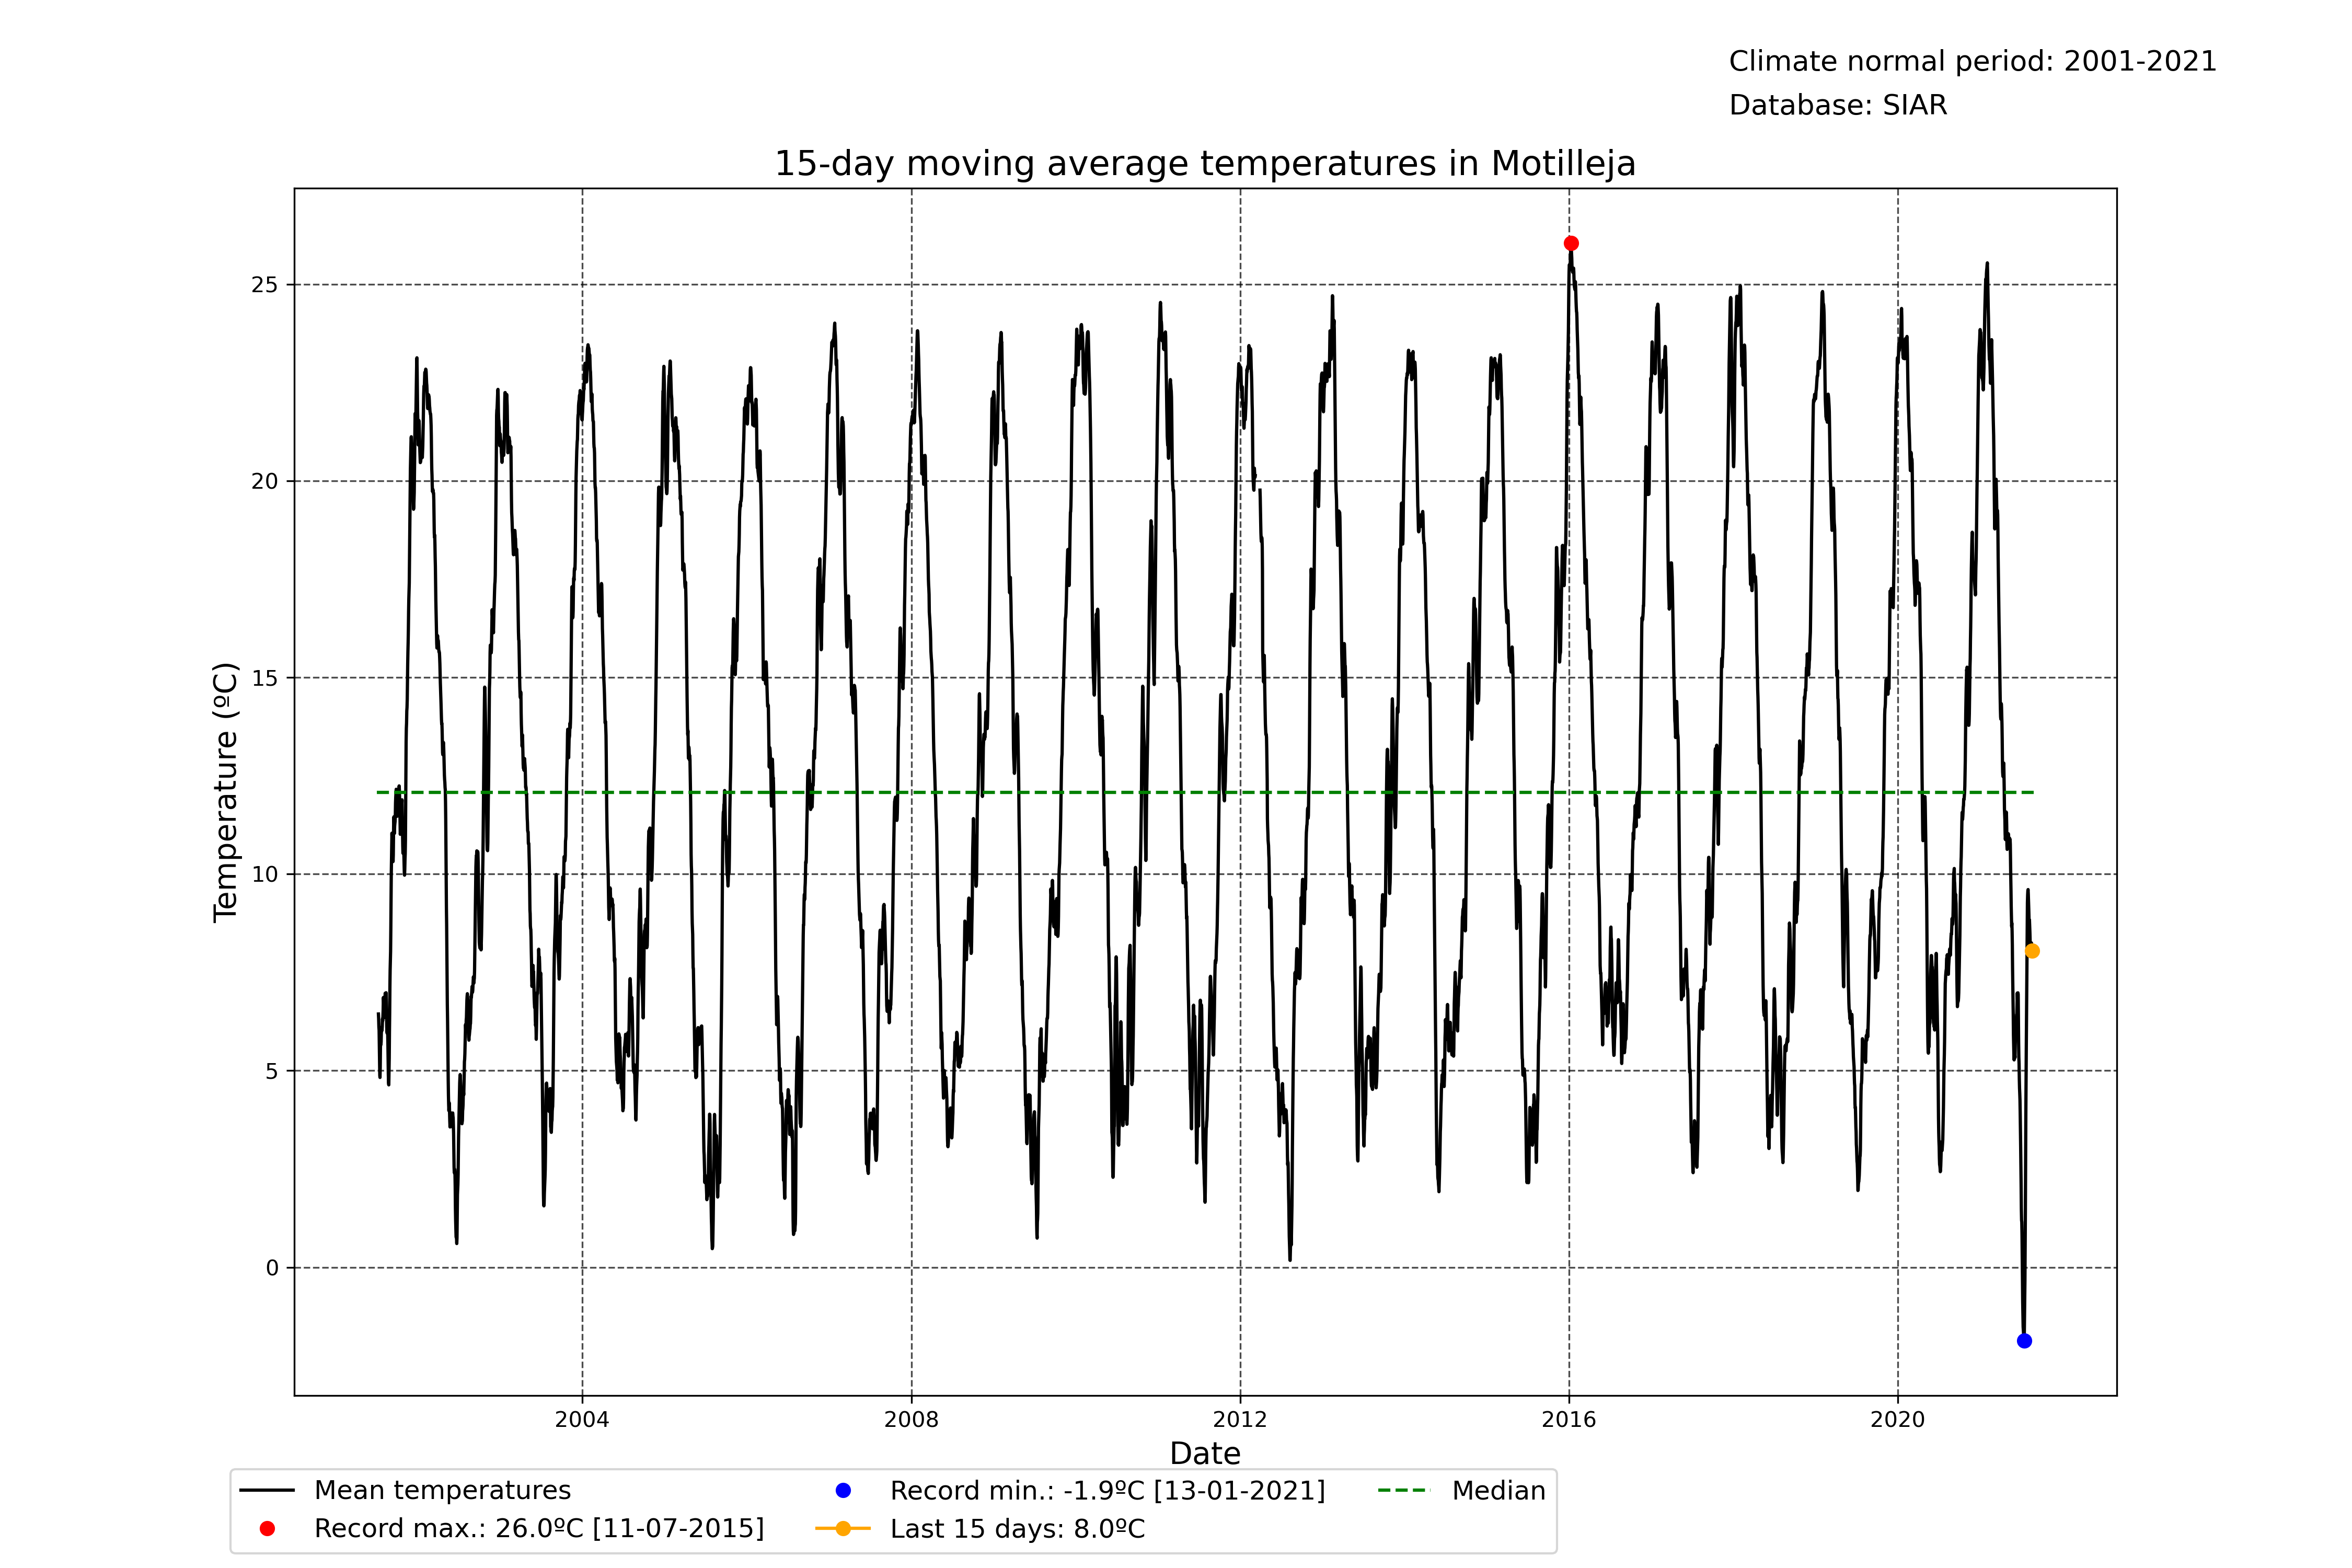 Climate normal period: 2001-2021
Database: SIAR
15-day moving average temperatures in Motilleja
25
20
15
10
5
0
Temperature (ºC)
2004 2008 2012 2016 2020
Date
Mean temperatures
Record max.: 26.0ºC [11-07-2015]
Record min.: -1.9ºC [13-01-2021]
Last 15 days: 8.0ºC
Median